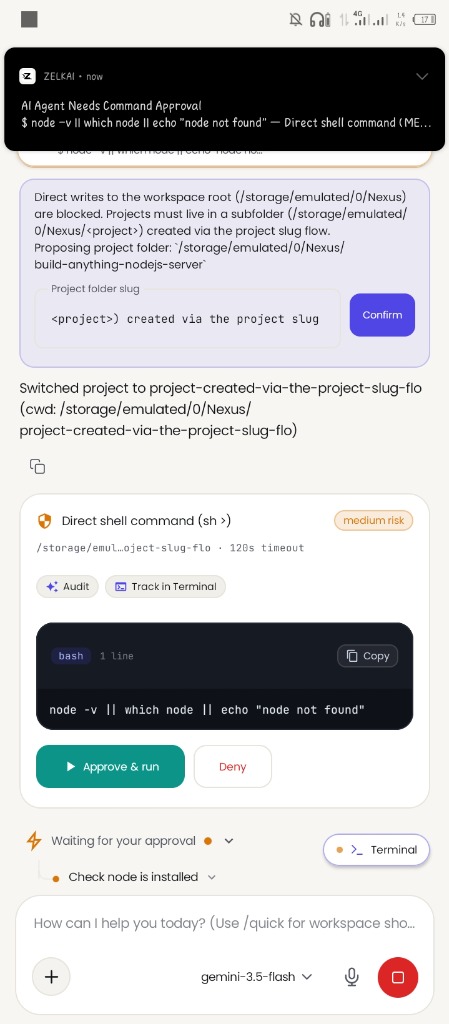 4G
1,4
K/s
17
ZELKAI • now
AI Agent Needs Command Approval
$ node -v || which node || echo "node not found" — Direct shell command (ME...
Direct writes to the workspace root (/storage/emulated/0/Nexus)
are blocked. Projects must live in a subfolder (/storage/emulated/
0/Nexus/<project>) created via the project slug flow.
Proposing project folder: `/storage/emulated/0/Nexus/
build-anything-nodejs-server`
Project folder slug
<project>) created via the project slug
Confirm
Switched project to project-created-via-the-project-slug-flo
(cwd: /storage/emulated/0/Nexus/
project-created-via-the-project-slug-flo)
Direct shell command (sh >)
medium risk
/storage/emul…oject-slug-flo · 120s timeout
Audit
Track in Terminal
bash
1 line
Copy
node -v || which node || echo "node not found"
Approve & run
Deny
Waiting for your approval
Terminal
Check node is installed
How can I help you today? (Use /quick for workspace sho...
gemini-3.5-flash